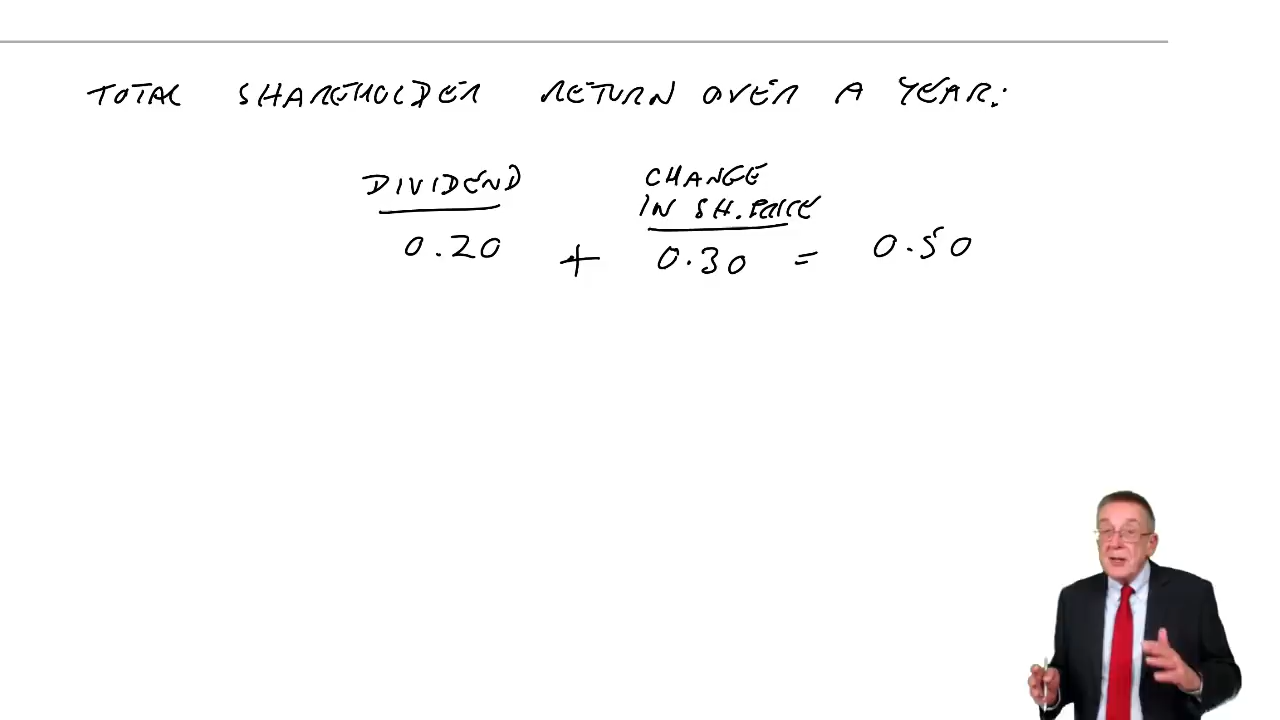 TOTAL SHAREHOLDER RETURN OVER A YEAR:
DIVIDEND
CHANGE
IN SH. PRICE
0.20 + 0.30 = 0.50